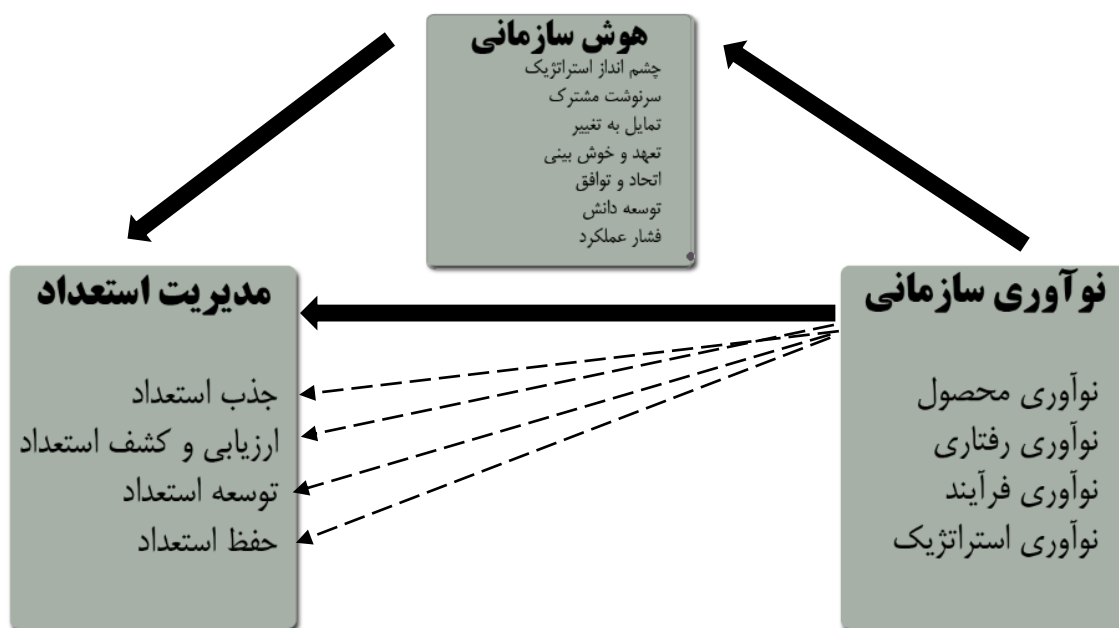 هوش سازمانی
چشم انداز استراتژیک
سرنوشت مشترک
تمایل به تغییر
تعهد و خوش بینی
اتحاد و توافق
توسعه دانش
فشار عملکرد
نوآوری سازمانی
نوآوری محصول
نوآوری رفتاری
نوآوری فرآیند
نوآوری استراتژیک
مدیریت استعداد
جذب استعداد
ارزیابی و کشف استعداد
توسعه استعداد
حفظ استعداد